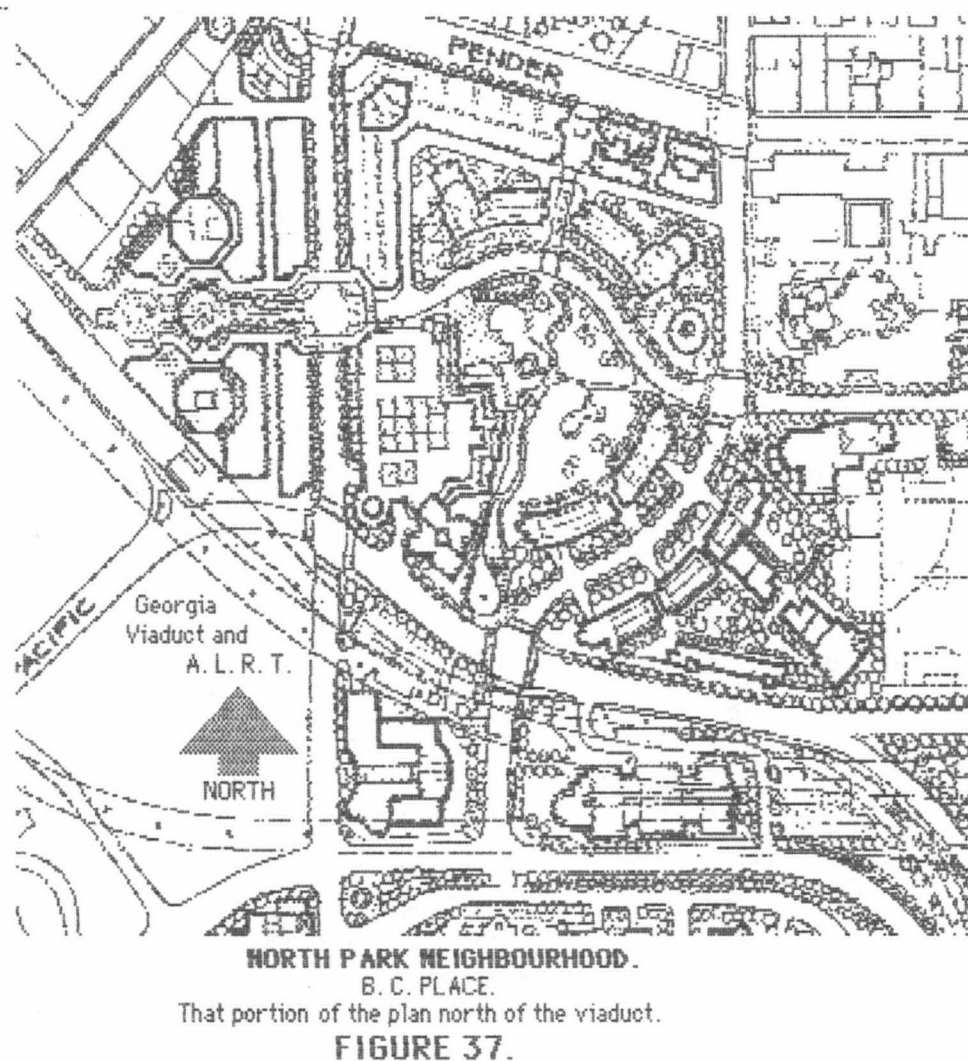 PENDER
PACIFIC
Georgia
Viaduct and
A. L. R. T.
NORTH
NORTH PARK NEIGHBOURHOOD.
B. C. PLACE.
That portion of the plan north of the viaduct.
FIGURE 37.